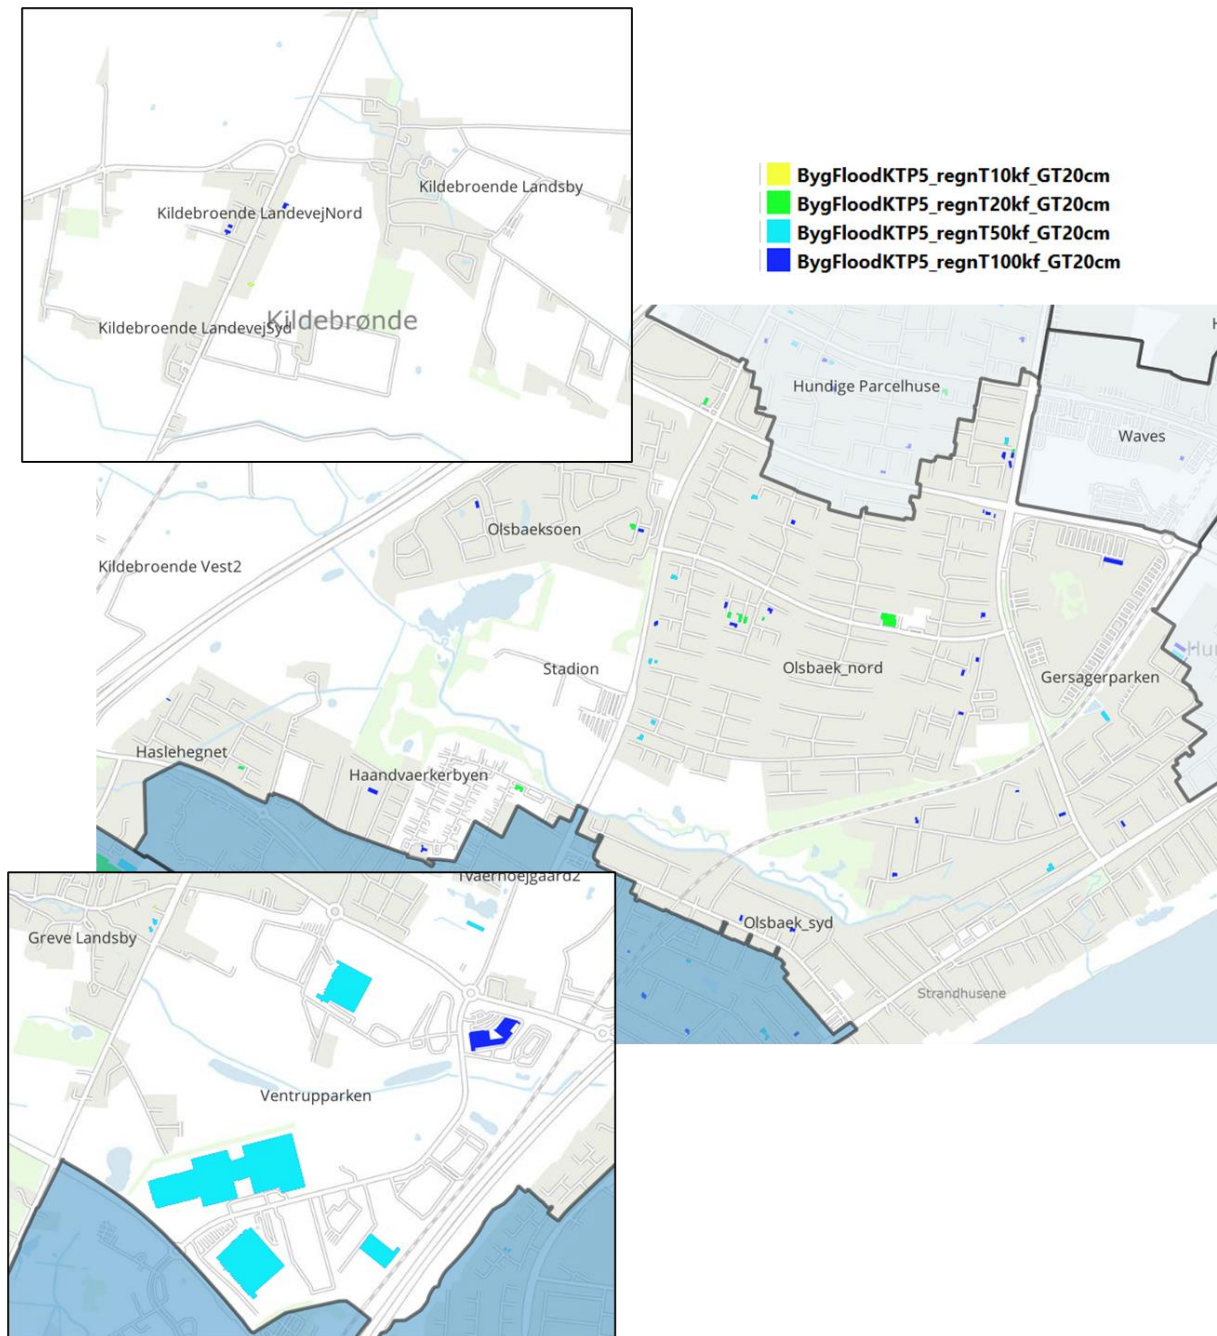 Kildebroende Landsby
Kildebroende LandevejNord
Kildebrønde
Kildebroende LandevejSyd
BygFloodKTP5_regnT10kf_GT20cm
BygFloodKTP5_regnT20kf_GT20cm
BygFloodKTP5_regnT50kf_GT20cm
BygFloodKTP5_regnT100kf_GT20cm
Hundige Parcelhuse
Waves
Olsbaeksoen
Kildebroende Vest2
Stadion
Olsbaek_nord
Gersagerparken
Haslehegnet
Haandvaerkerbyen
Olsbaek_syd
Strandhusene
Tvaerhoejgaard2
Greve Landsby
Ventrupparken